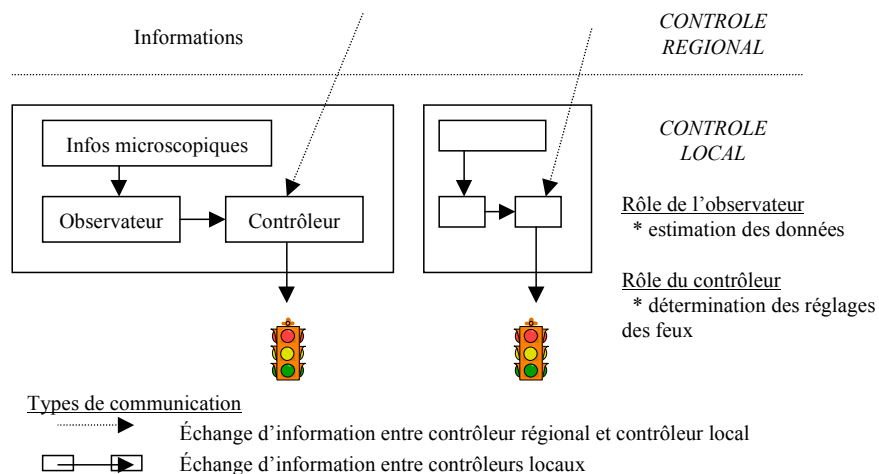 Informations
CONTROLE
REGIONAL
Infos microscopiques
Observateur
Contrôleur
CONTROLE
LOCAL
Rôle de l’observateur
* estimation des données
Rôle du contrôleur
* détermination des réglages
des feux
Types de communication
Échange d’information entre contrôleur régional et contrôleur local
Échange d’information entre contrôleurs locaux